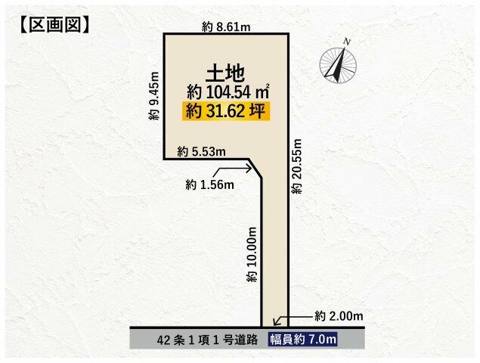 【区画図】
約 8.61m
N
土地
約 104.54 ㎡
約 31.62 坪
約 9.45m
約 5.53m
約 1.56m
約 20.55m
約 10.00m
約 2.00m
42 条 1 項 1 号道路 幅員約 7.0m